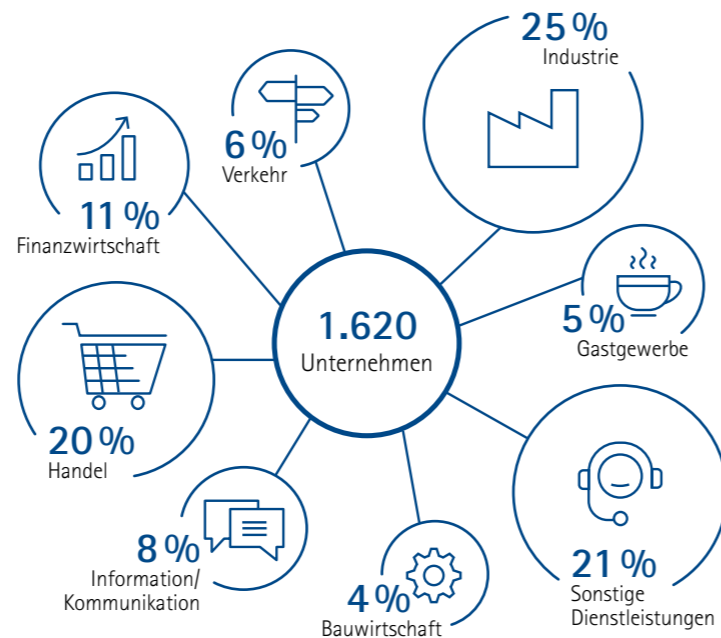 25 %
Industrie
6 %
Verkehr
11 %
Finanzwirtschaft
1.620
Unternehmen
5 %
Gastgewerbe
20 %
Handel
8 %
Information/
Kommunikation
4 %
Bauwirtschaft
21 %
Sonstige
Dienstleistungen